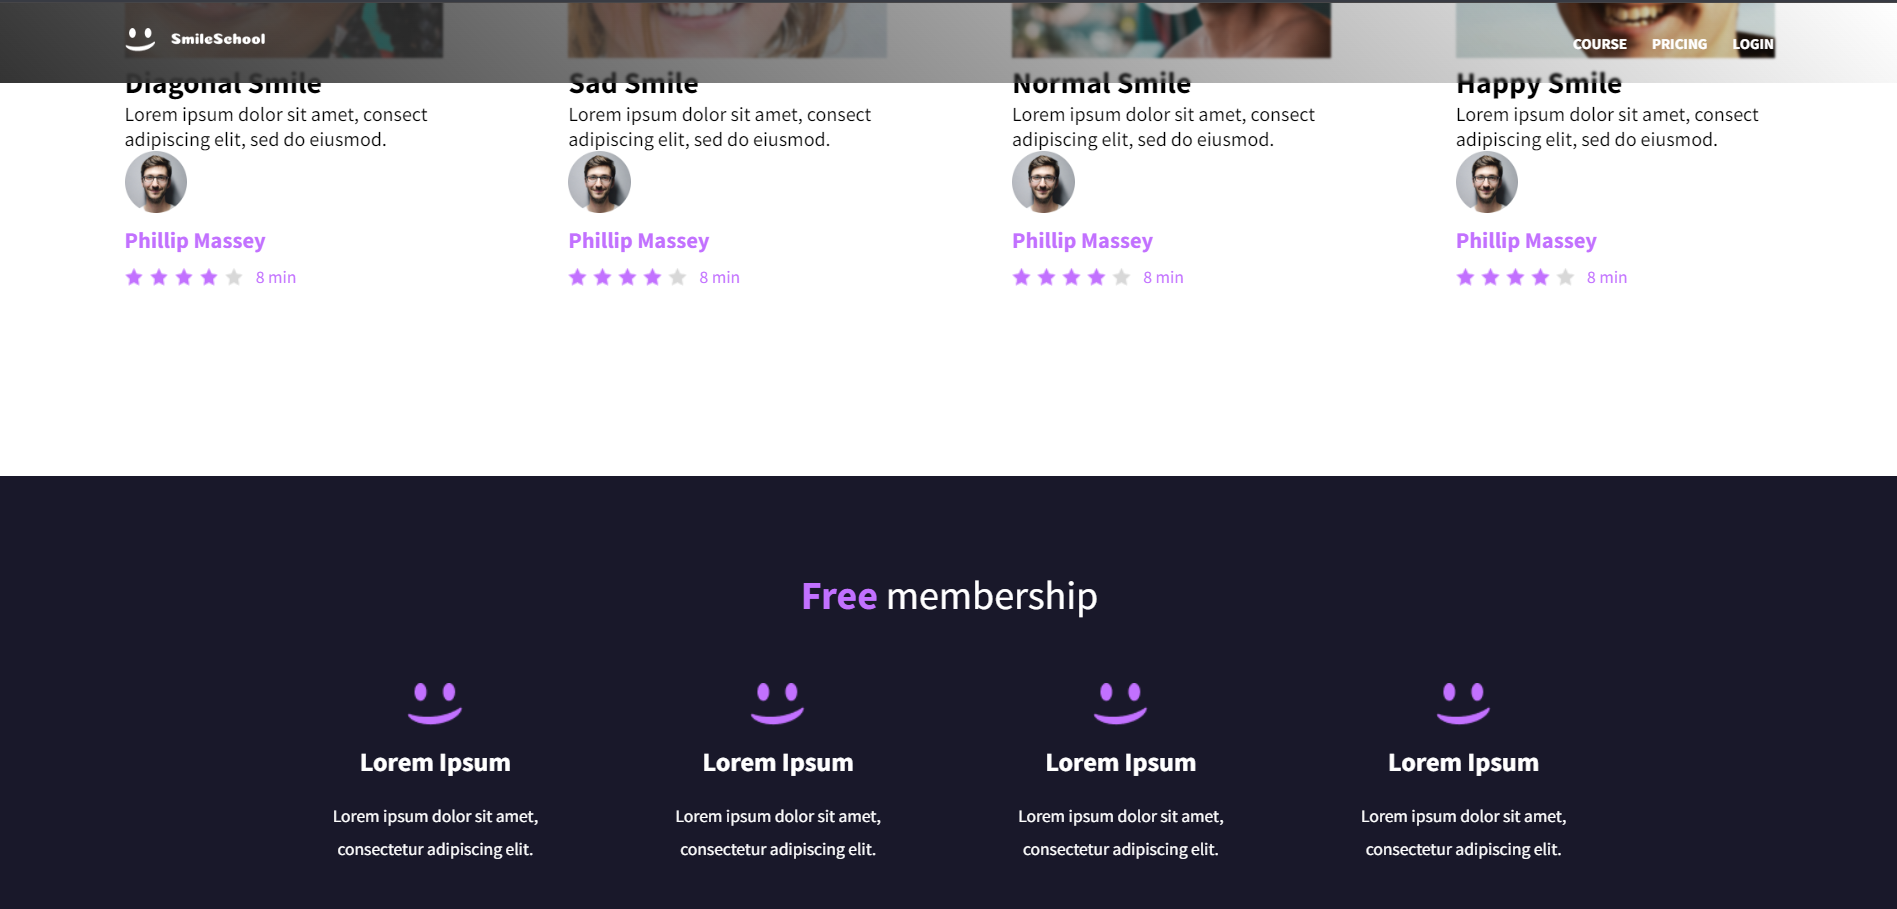 SmileSchool
COURSE PRICING LOGIN
Diagonal Smile
Lorem ipsum dolor sit amet, consect
adipiscing elit, sed do eiusmod.
Phillip Massey
8 min
Sad Smile
Lorem ipsum dolor sit amet, consect
adipiscing elit, sed do eiusmod.
Phillip Massey
8 min
Normal Smile
Lorem ipsum dolor sit amet, consect
adipiscing elit, sed do eiusmod.
Phillip Massey
8 min
Happy Smile
Lorem ipsum dolor sit amet, consect
adipiscing elit, sed do eiusmod.
Phillip Massey
8 min
Free membership
Lorem Ipsum
Lorem ipsum dolor sit amet,
consectetur adipiscing elit.
Lorem Ipsum
Lorem ipsum dolor sit amet,
consectetur adipiscing elit.
Lorem Ipsum
Lorem ipsum dolor sit amet,
consectetur adipiscing elit.
Lorem Ipsum
Lorem ipsum dolor sit amet,
consectetur adipiscing elit.